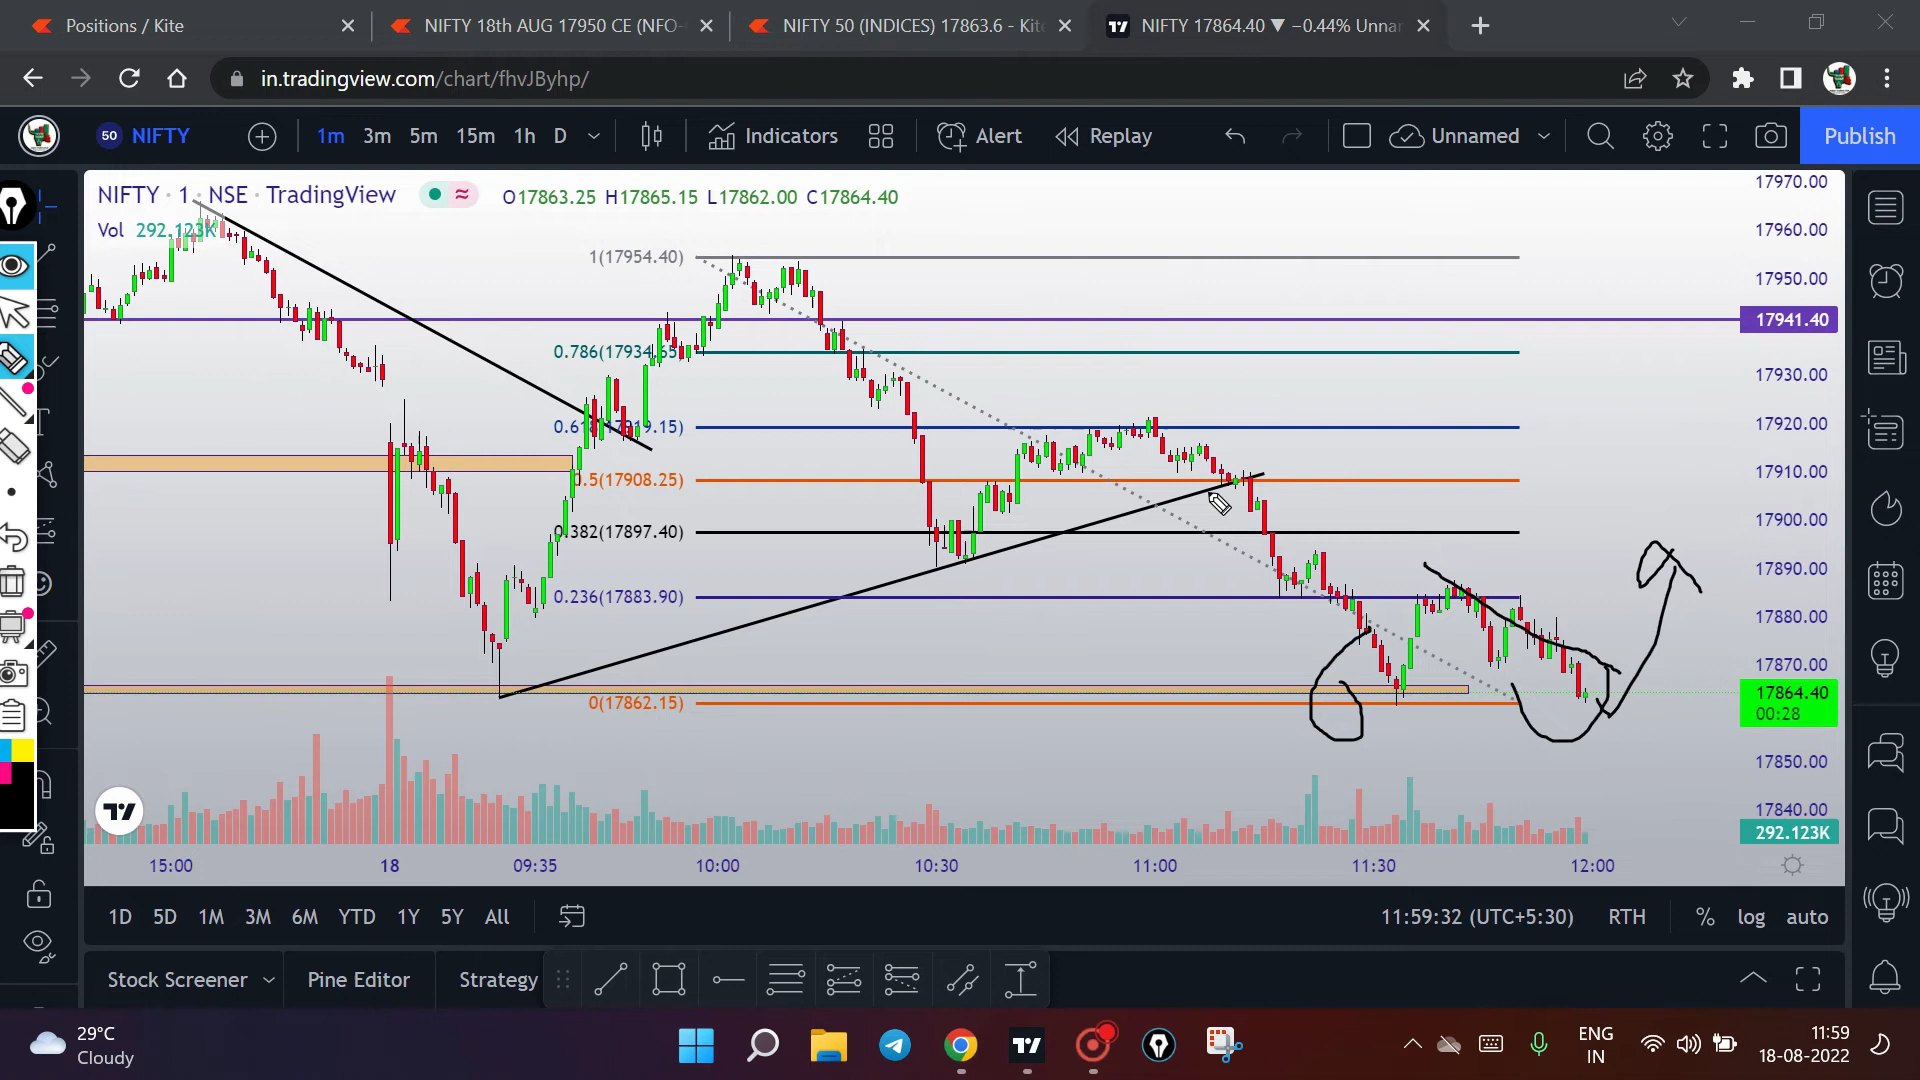 Positions / Kite
NIFTY 18th AUG 17950 CE (NFO-
NIFTY 50 (INDICES) 17863.6 - Kite
NIFTY 17864.40 ▼ −0.44% Unnar
in.tradingview.com/chart/fhvJByhp/
50 NIFTY
1m 3m 5m 15m 1h D
Indicators
Alert
Replay
Unnamed
Publish
NIFTY · 1 · NSE · TradingView
O17863.25 H17865.15 L17862.00 C17864.40
Vol 292.123K
17970.00
17960.00
1(17954.40)
17950.00
17941.40
0.786(17934.65)
17930.00
0.618(17919.15)
17920.00
0.5(17908.25)
17910.00
0.382(17897.40)
17900.00
17890.00
0.236(17883.90)
17880.00
17870.00
0(17862.15)
17864.40
00:28
17850.00
17840.00
292.123K
15:00 18 09:35 10:00 10:30 11:00 11:30 12:00
1D 5D 1M 3M 6M YTD 1Y 5Y All
11:59:32 (UTC+5:30) RTH % log auto
Stock Screener
Pine Editor
Strategy
29°C
Cloudy
ENG
IN
11:59
18-08-2022